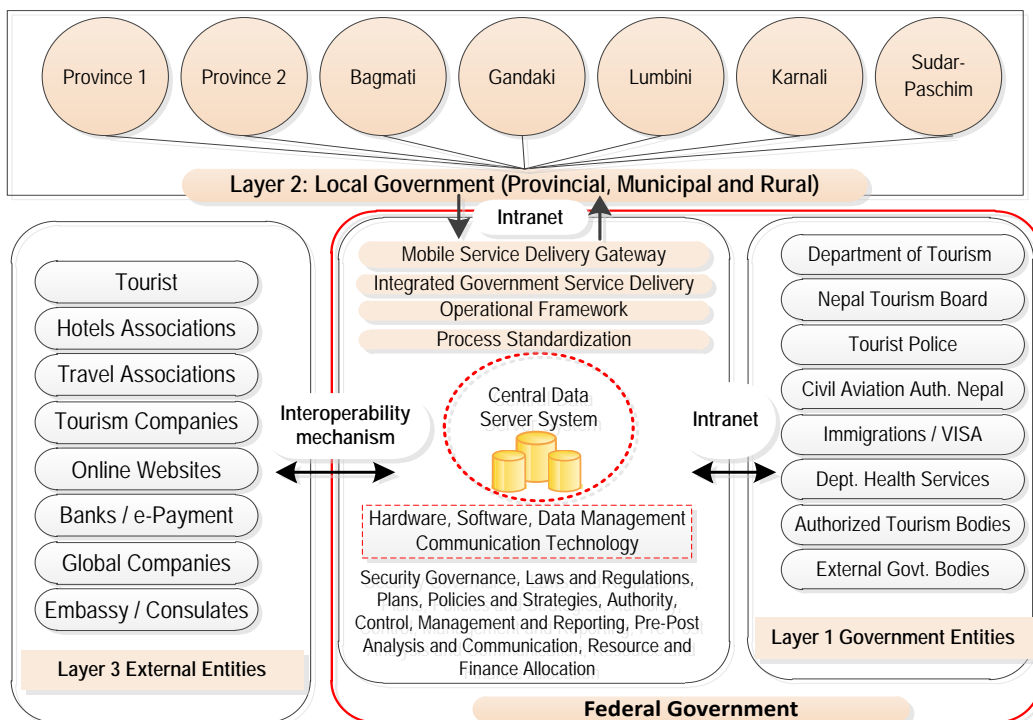 Province 1
Province 2
Bagmati
Gandaki
Lumbini
Karnali
Sudar-
Paschim
Layer 2: Local Government (Provincial, Municipal and Rural)
Intranet
Tourist
Hotels Associations
Travel Associations
Tourism Companies
Online Websites
Banks / e-Payment
Global Companies
Embassy / Consulates
Layer 3 External Entities
Interoperability
mechanism
Mobile Service Delivery Gateway
Integrated Government Service Delivery
Operational Framework
Process Standardization
Central Data
Server System
Hardware, Software, Data Management
Communication Technology
Security Governance, Laws and Regulations,
Plans, Policies and Strategies, Authority,
Control, Management and Reporting, Pre-Post
Analysis and Communication, Resource and
Finance Allocation
Intranet
Department of Tourism
Nepal Tourism Board
Tourist Police
Civil Aviation Auth. Nepal
Immigrations / VISA
Dept. Health Services
Authorized Tourism Bodies
External Govt. Bodies
Layer 1 Government Entities
Federal Government